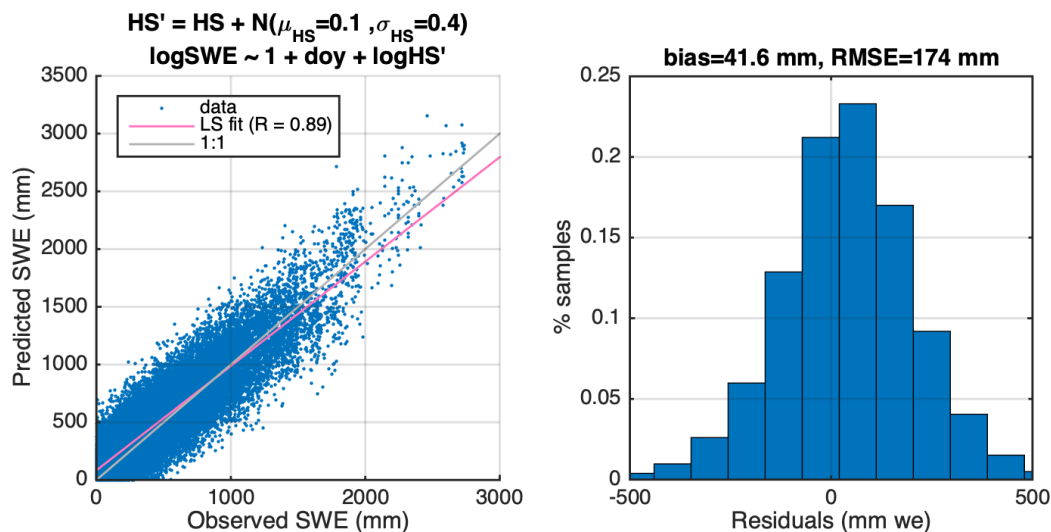 HS' = HS + N(μHS=0.1 ,σHS=0.4)
logSWE ~ 1 + doy + logHS'
3500
3000
2500
2000
1500
1000
500
0
Predicted SWE (mm)
data
LS fit (R = 0.89)
1:1
0 1000 2000 3000
Observed SWE (mm)
bias=41.6 mm, RMSE=174 mm
0.25
0.2
0.15
0.1
0.05
0
% samples
-500 0 500
Residuals (mm we)